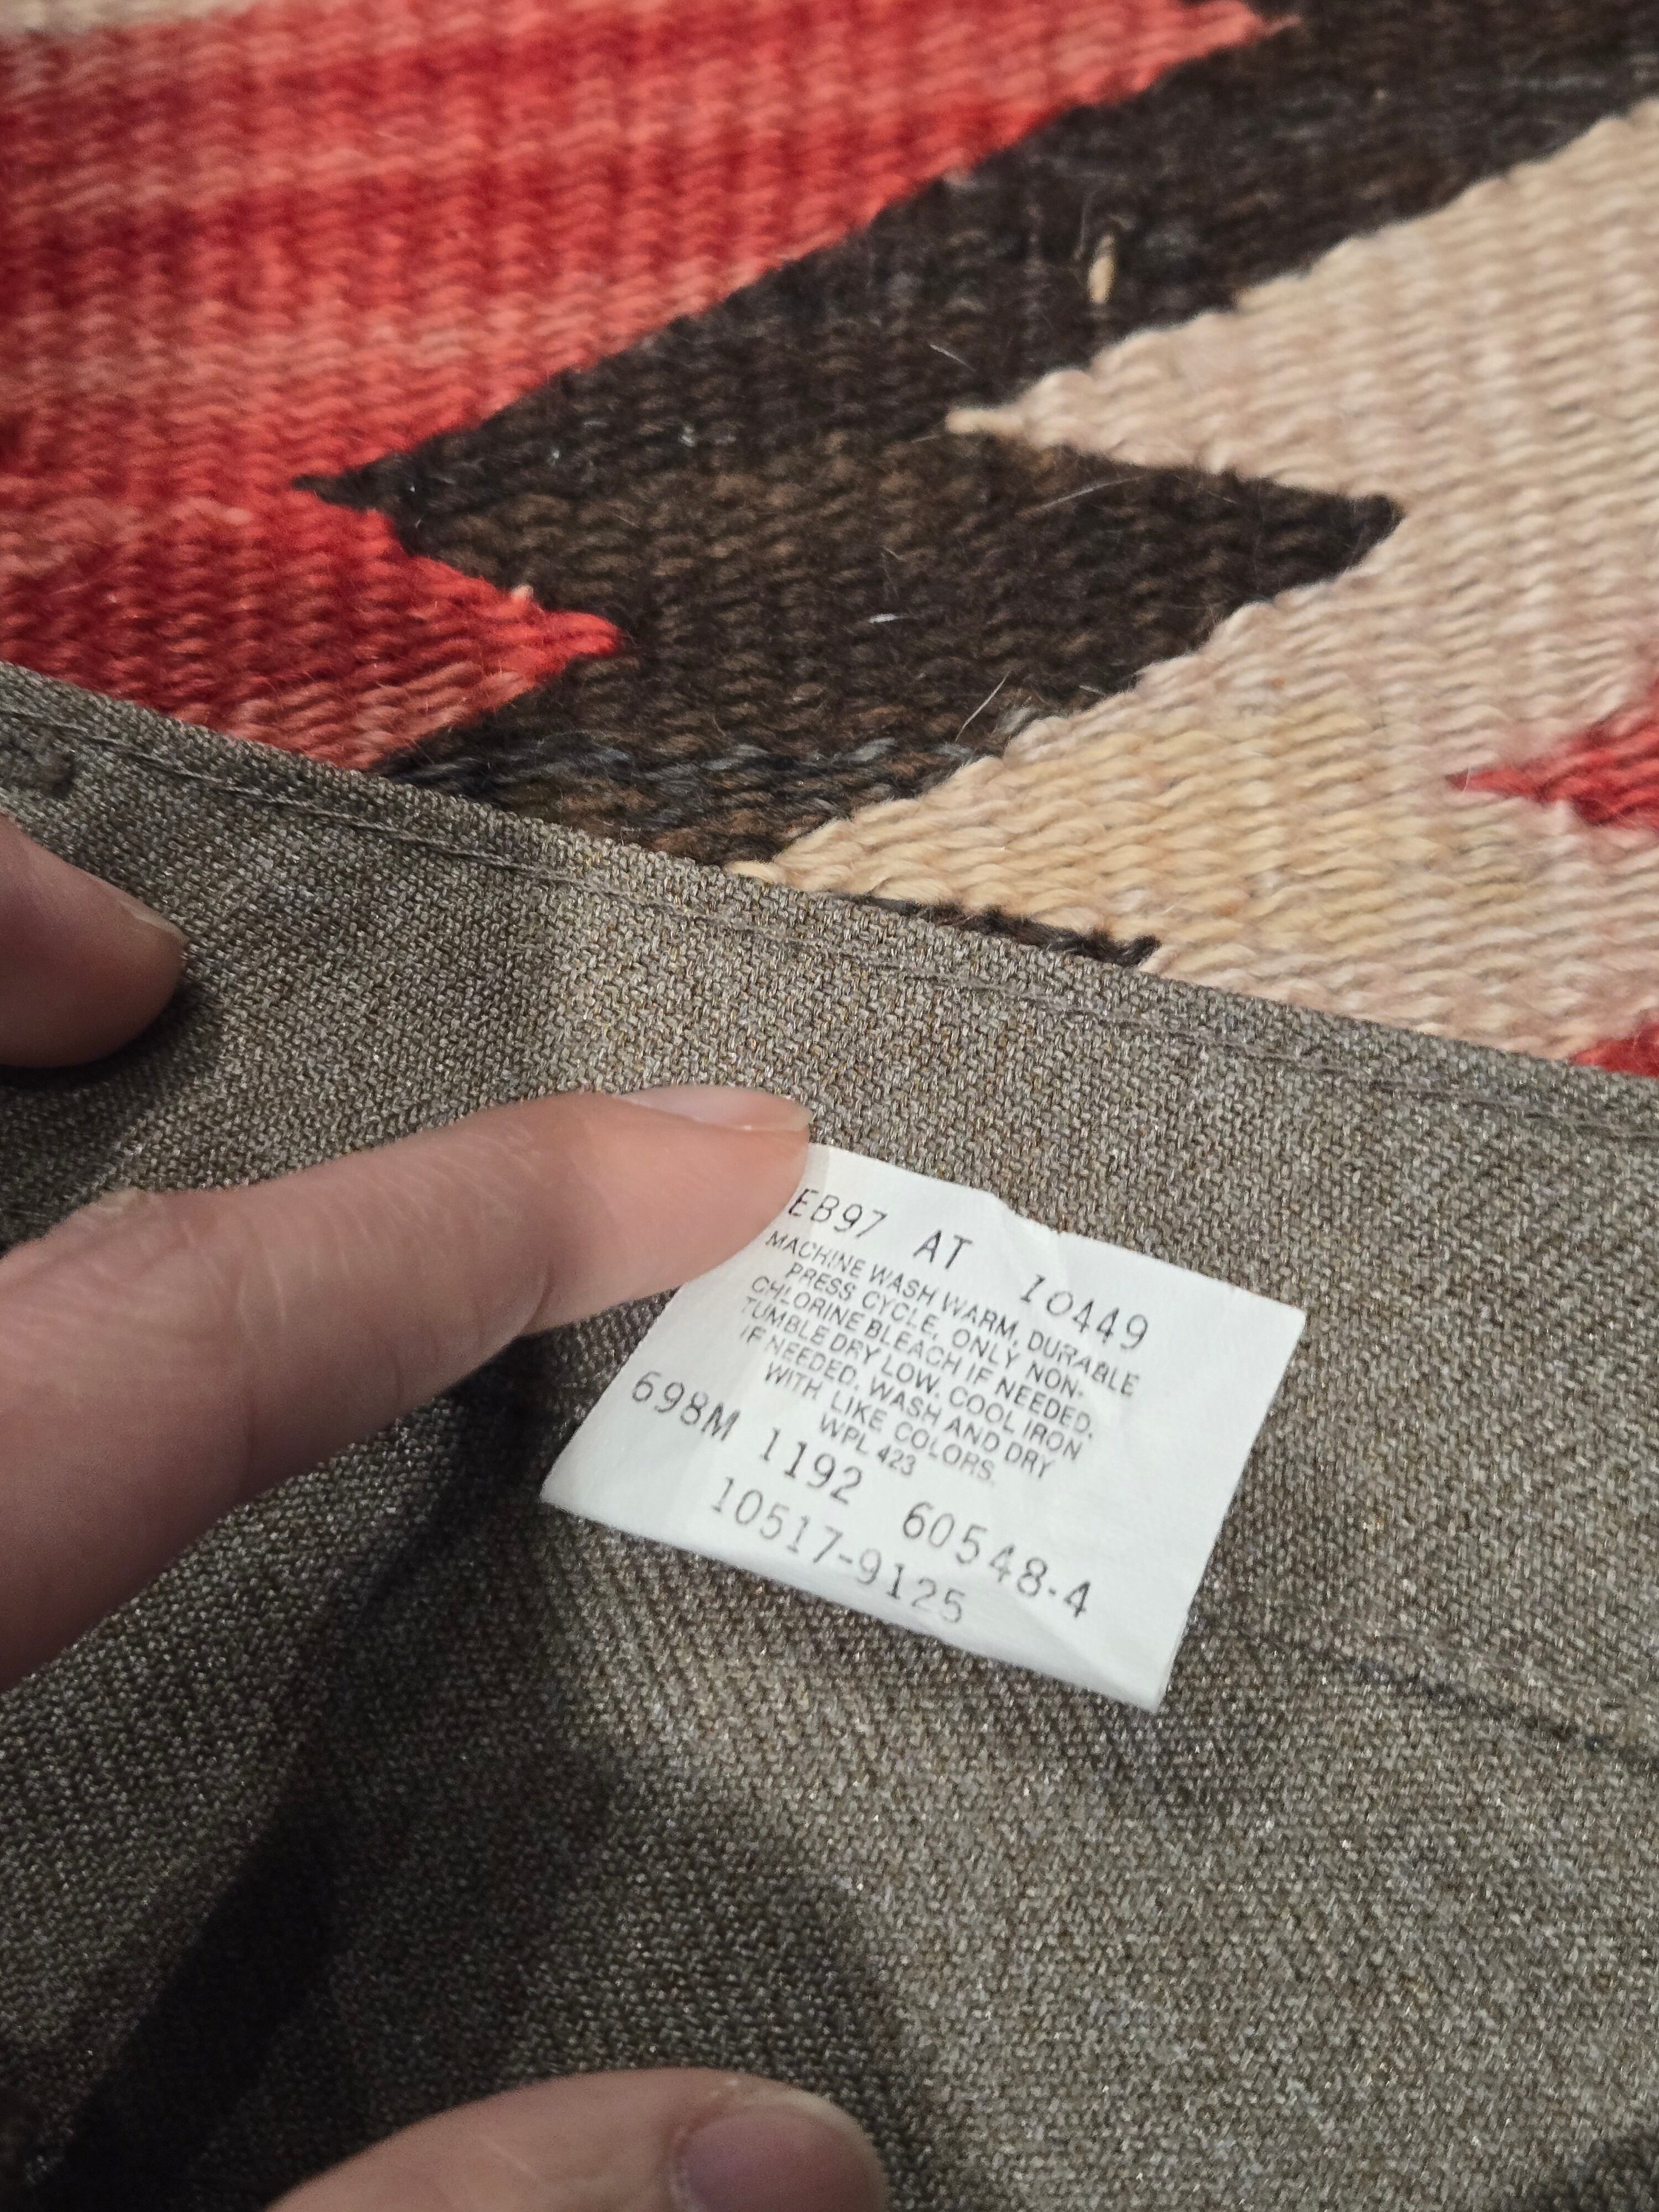 EB97 AT 10449
MACHINE WASH WARM, DURABLE
PRESS CYCLE, ONLY NON-
CHLORINE BLEACH IF NEEDED,
TUMBLE DRY LOW. COOL IRON
IF NEEDED. WASH AND DRY
WITH LIKE COLORS.
WPL 423
698M 1192 60548-4
10517-9125